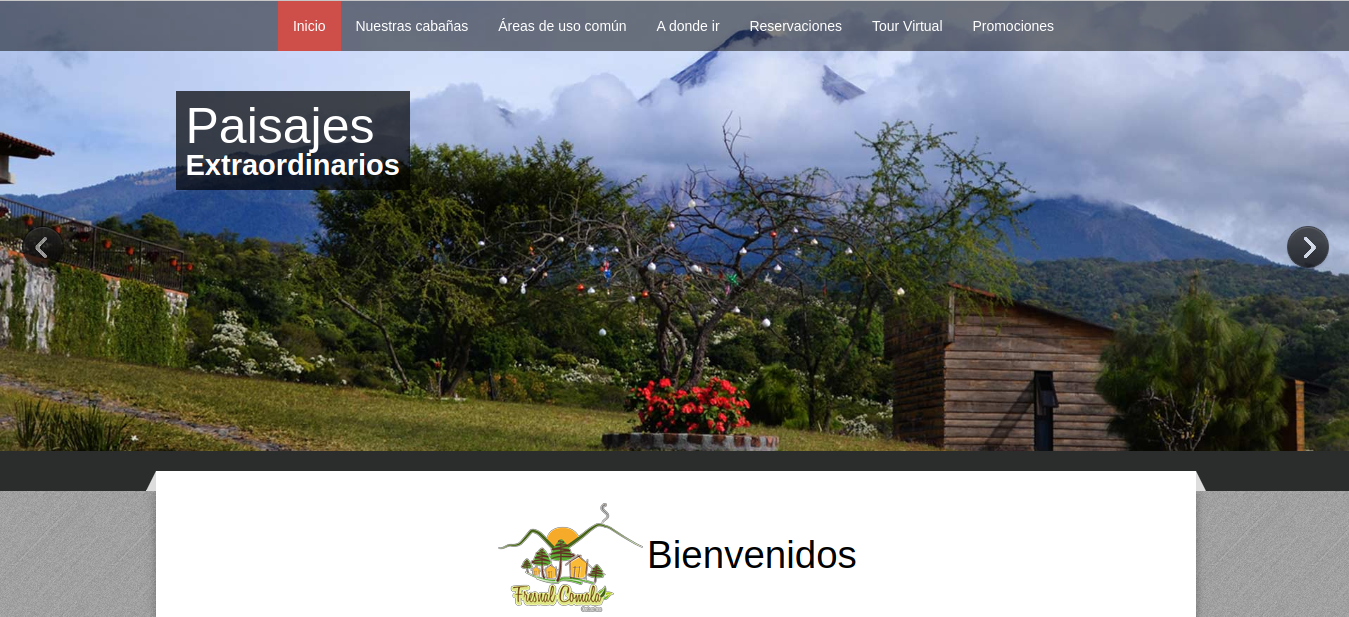 Inicio Nuestras cabañas Áreas de uso común A donde ir Reservaciones Tour Virtual Promociones
Paisajes
Extraordinarios
Bienvenidos
Fresnal Comala